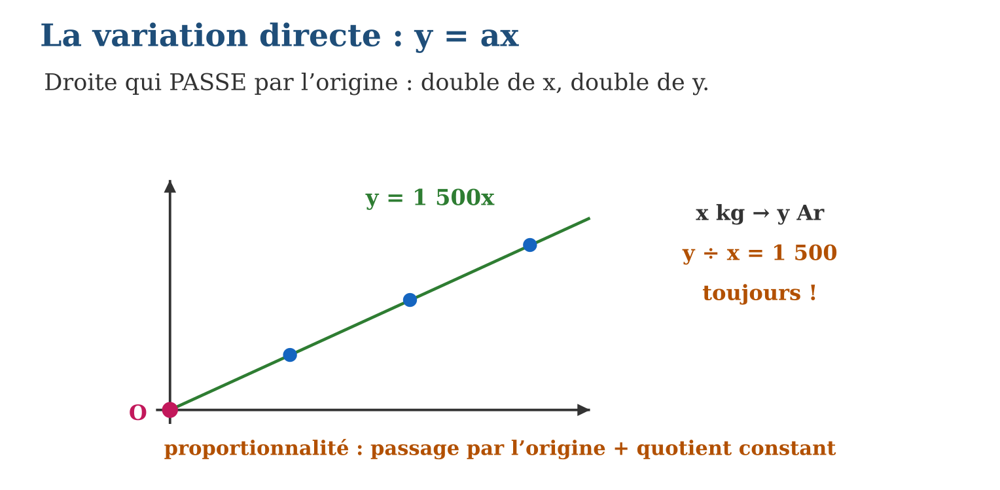 La variation directe : y = ax
Droite qui PASSE par l’origine : double de x, double de y.
y = 1 500x
x kg → y Ar
y ÷ x = 1 500
toujours !
O
proportionnalité : passage par l’origine + quotient constant